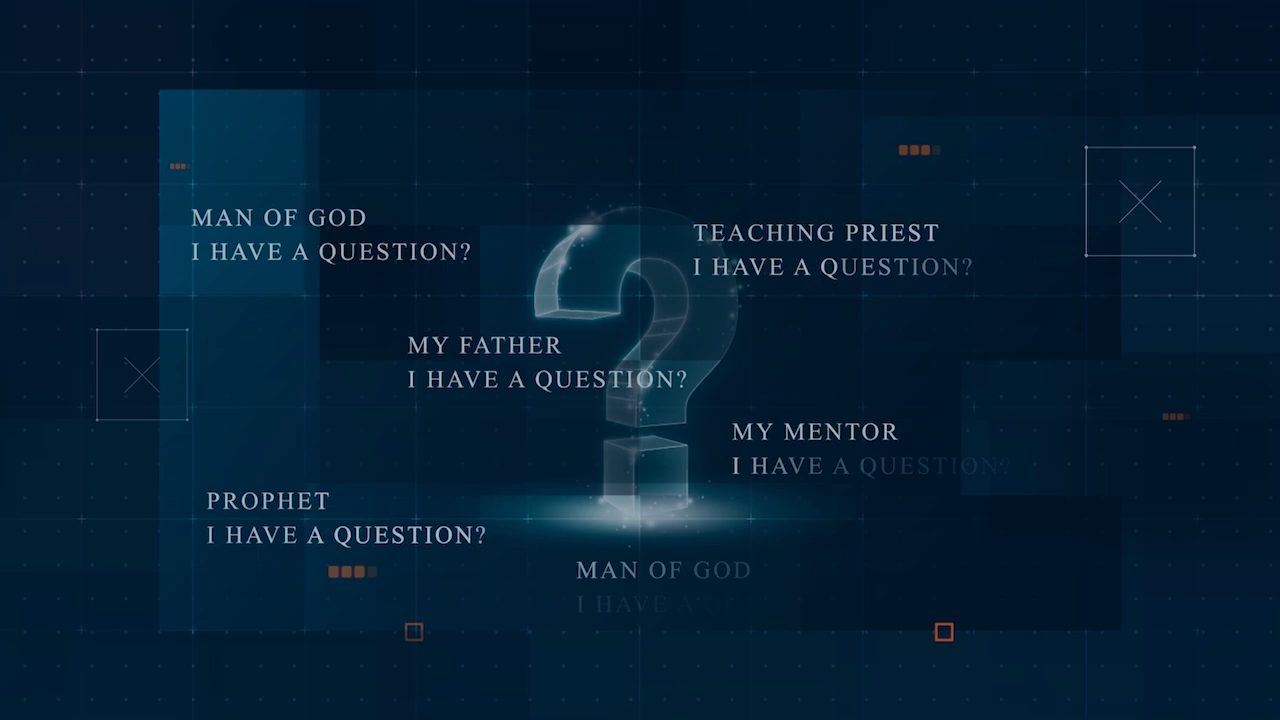 MAN OF GOD
I HAVE A QUESTION?
TEACHING PRIEST
I HAVE A QUESTION?
MY FATHER
I HAVE A QUESTION?
MY MENTOR
I HAVE A QUESTION?
PROPHET
I HAVE A QUESTION?
MAN OF GOD
I HAVE A